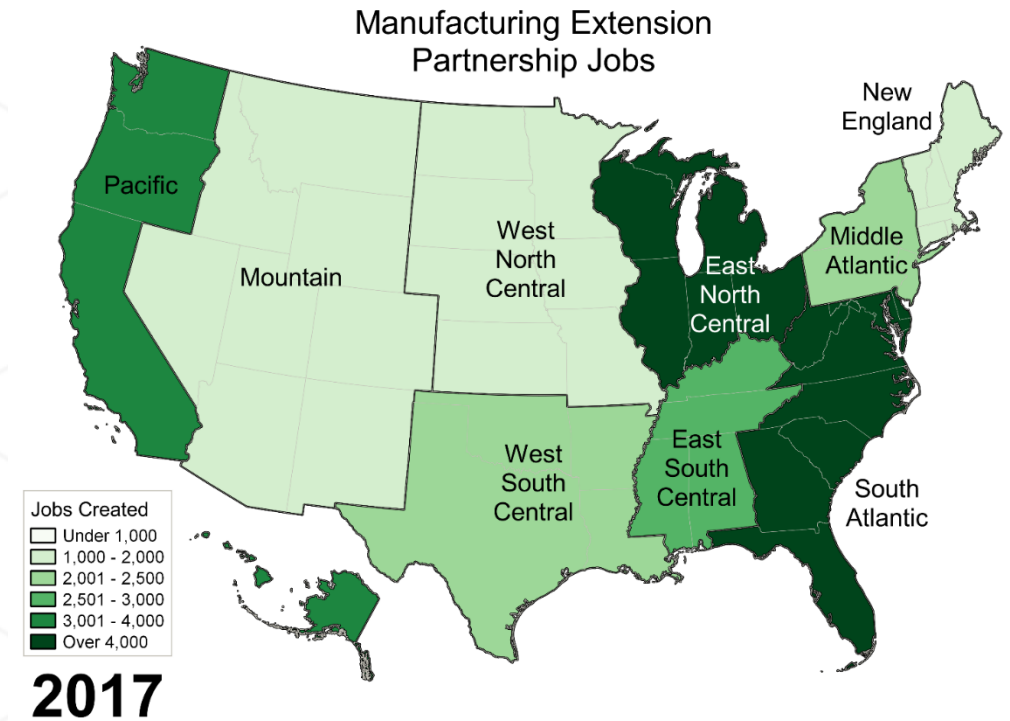 Manufacturing Extension
Partnership Jobs
New
England
Pacific
West
North
Central
Middle
Atlantic
Mountain
East
North
Central
West
South
Central
East
South
Central
South
Atlantic
Jobs Created
Under 1,000
1,000 - 2,000
2,001 - 2,500
2,501 - 3,000
3,001 - 4,000
Over 4,000
2017